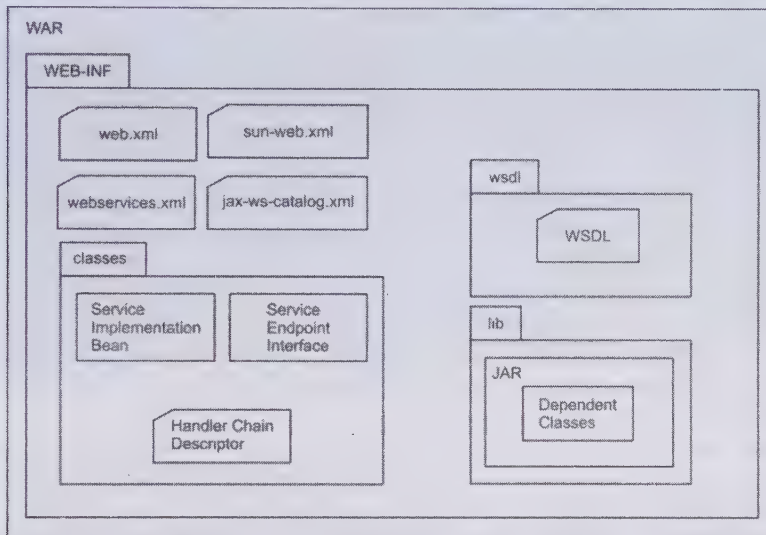 WAR
WEB-INF
web.xml
sun-web.xml
webservices.xml
jax-ws-catalog.xml
classes
Service
Implementation
Bean
Service
Endpoint
Interface
Handler Chain
Descriptor
wsdl
WSDL
lib
JAR
Dependent
Classes